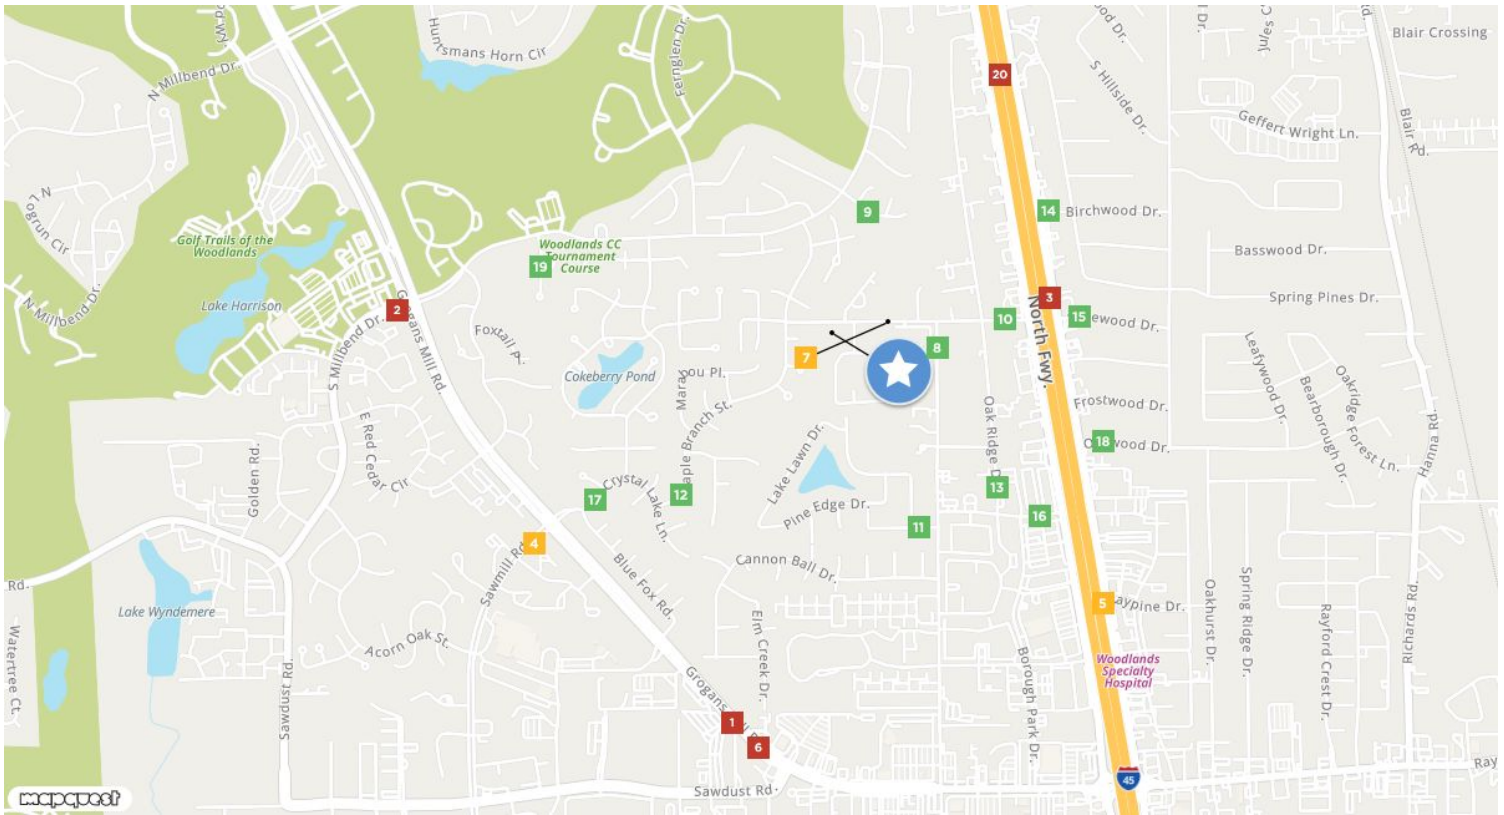 Huntsmans Horn Cir
Fernglen Dr.
Blair Crossing
N Millbend Dr.
S Hillside Dr.
20
Geffert Wright Ln.
Blair Rd.
N Logrun Cir
9
14
Birchwood Dr.
Golf Trails of the
Woodlands
Woodlands CC
Tournament
Course
19
Basswood Dr.
N Millbend Dr.
Lake Harrison
2
3
Spring Pines Dr.
S Millbend Dr.
Grogans Mill Rd.
Foxtail Pl.
10
North Fwy.
15
ewood Dr.
7
8
Cokeberry Pond
Leafywood Dr.
Oakridge Forest Ln.
Bearborough Dr.
Frostwood Dr.
E Red Cedar Cir
aple Branch St.
Lake Lawn Dr.
18
wood Dr.
Hanna Rd.
Golden Rd.
17
Crystal Lake Ln.
12
13
Pine Edge Dr.
16
11
4
Sawmill Rd.
Blue Fox Rd.
Cannon Ball Dr.
Rd.
Lake Wyndemere
5
aypine Dr.
Oakhurst Dr.
Spring Ridge Dr.
Rayford Crest Dr.
Richards Rd.
Watertree Ct.
Acorn Oak St.
Elm Creek Dr.
Woodlands
Specialty
Hospital
Borough Park Dr.
Sawdust Rd.
Grogans
1
6
45
Ray
mapquest
Sawdust Rd.